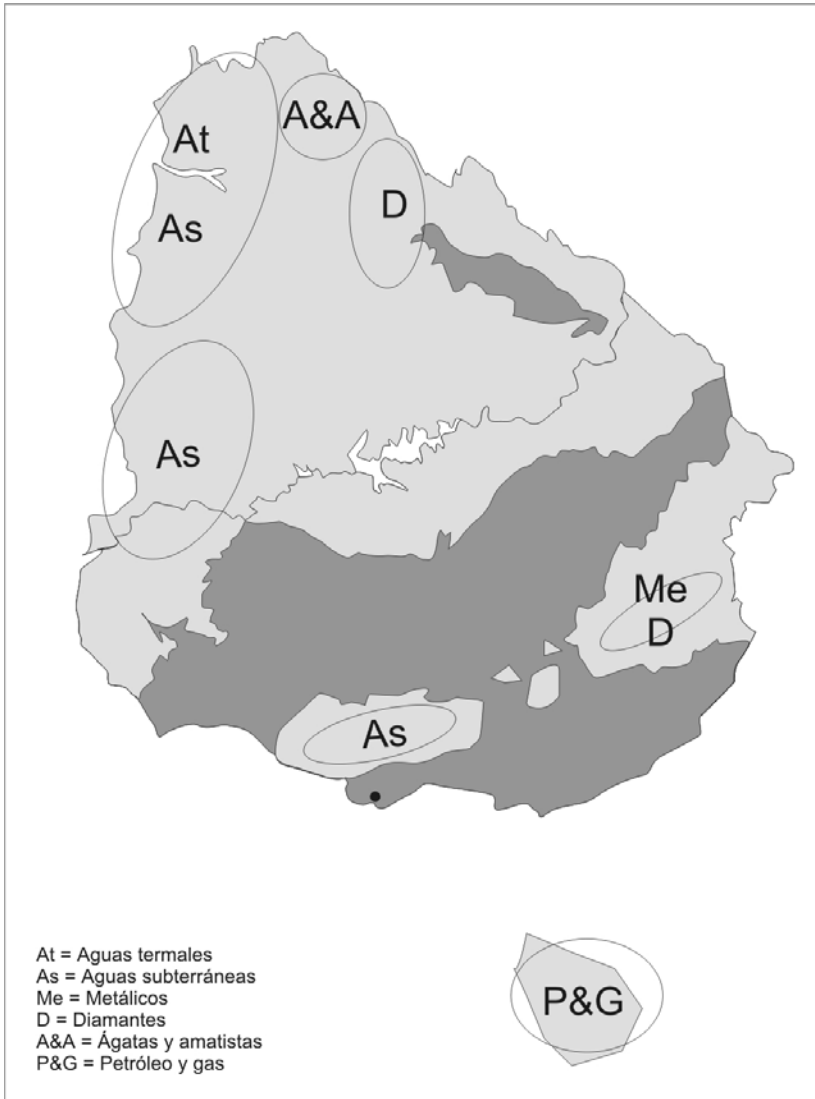 A&A
At
D
As
As
Me
D
As
At = Aguas termales
As = Aguas subterráneas
Me = Metálicos
D = Diamantes
A&A = Ágatas y amatistas
P&G = Petróleo y gas
P&G